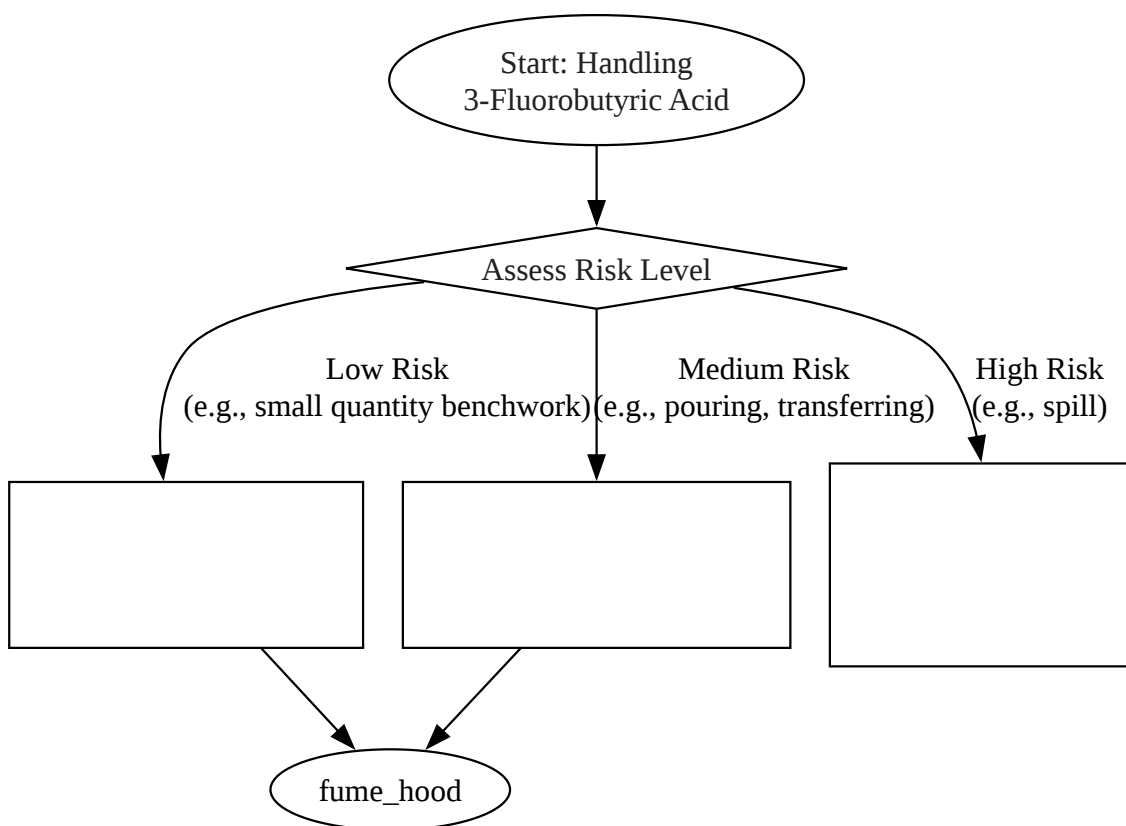 Start: Handling
3-Fluorobutyric Acid
Assess Risk Level
Low Risk
(e.g., small quantity benchwork)
Medium Risk
(e.g., pouring, transferring)
High Risk
(e.g., spill)
fume_hood